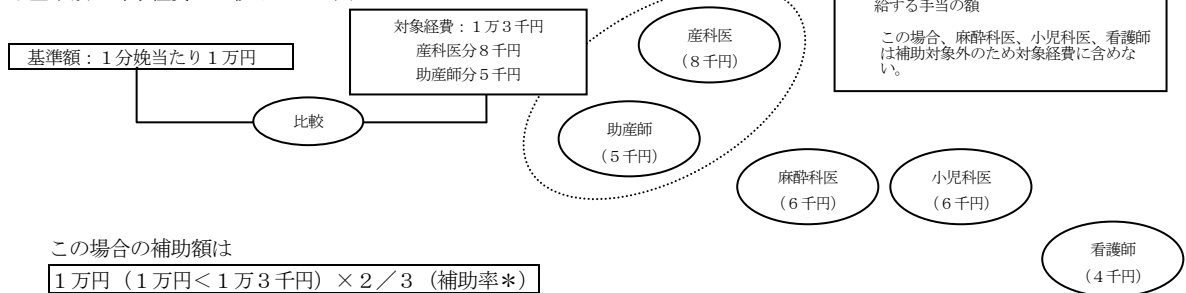 給する手当の額
この場合、麻酔科医、小児科医、看護師
は補助対象外のため対象経費に含めな
い。
対象経費：１万３千円
産科医分８千円
助産師分５千円
基準額：１分娩当たり１万円
比較
産科医
（８千円）
助産師
（５千円）
麻酔科医
（６千円）
小児科医
（６千円）
看護師
（４千円）
この場合の補助額は
１万円（１万円＜１万３千円）×２／３（補助率＊）